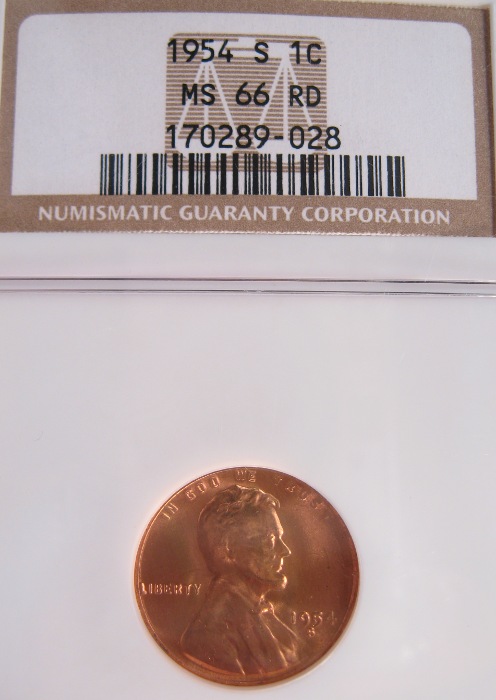 1954 S 1C
MS 66 RD
170289-028
NUMISMATIC GUARANTY CORPORATION
IN GOD WE TRUST
LIBERTY
1954
S